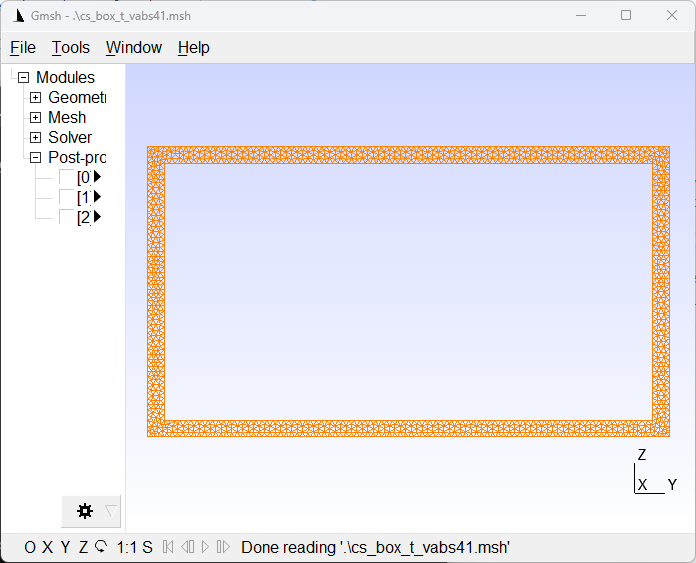 Gmsh - .\cs_box_t_vabs41.msh
File Tools Window Help
Modules
Geometr
Mesh
Solver
Post-pro
[0]
[1]
[2]
Z
X Y
O X Y Z 1:1 S Done reading '.\cs_box_t_vabs41.msh'